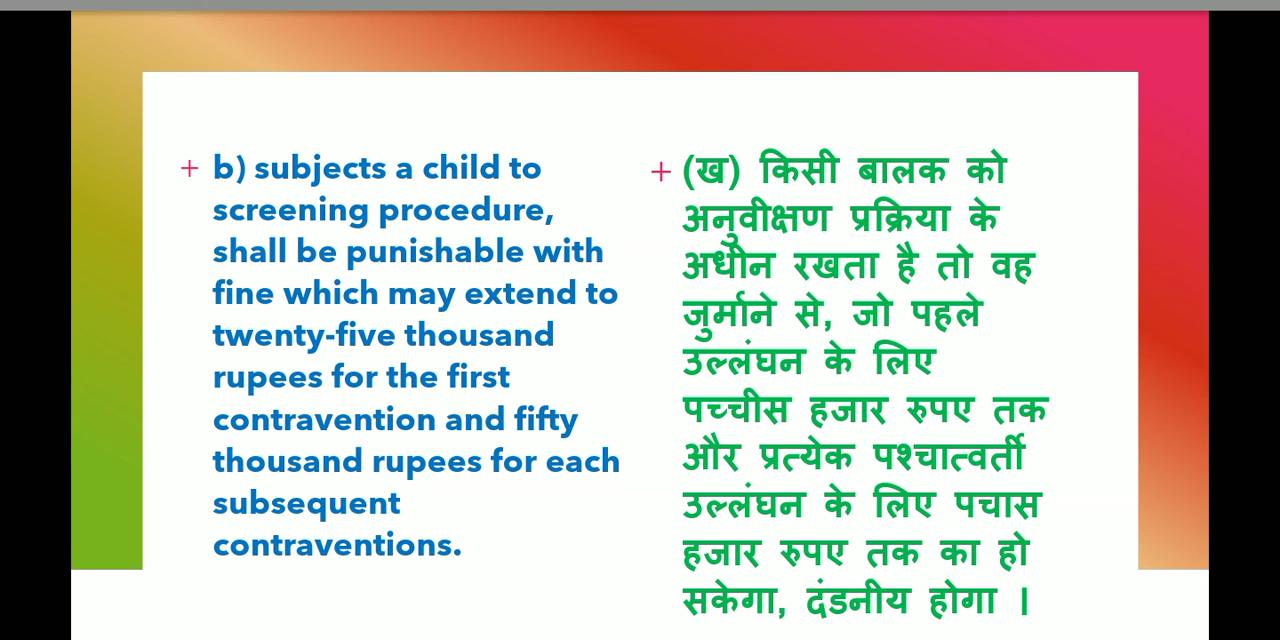 + b) subjects a child to
screening procedure,
shall be punishable with
fine which may extend to
twenty-five thousand
rupees for the first
contravention and fifty
thousand rupees for each
subsequent
contraventions.
+ (ख) किसी बालक को
अनुवीक्षण प्रक्रिया के
अधीन रखता है तो वह
जुर्माने से, जो पहले
उल्लंघन के लिए
पच्चीस हजार रुपए तक
और प्रत्येक पश्चात्वर्ती
उल्लंघन के लिए पचास
हजार रुपए तक का हो
सकेगा, दंडनीय होगा ।